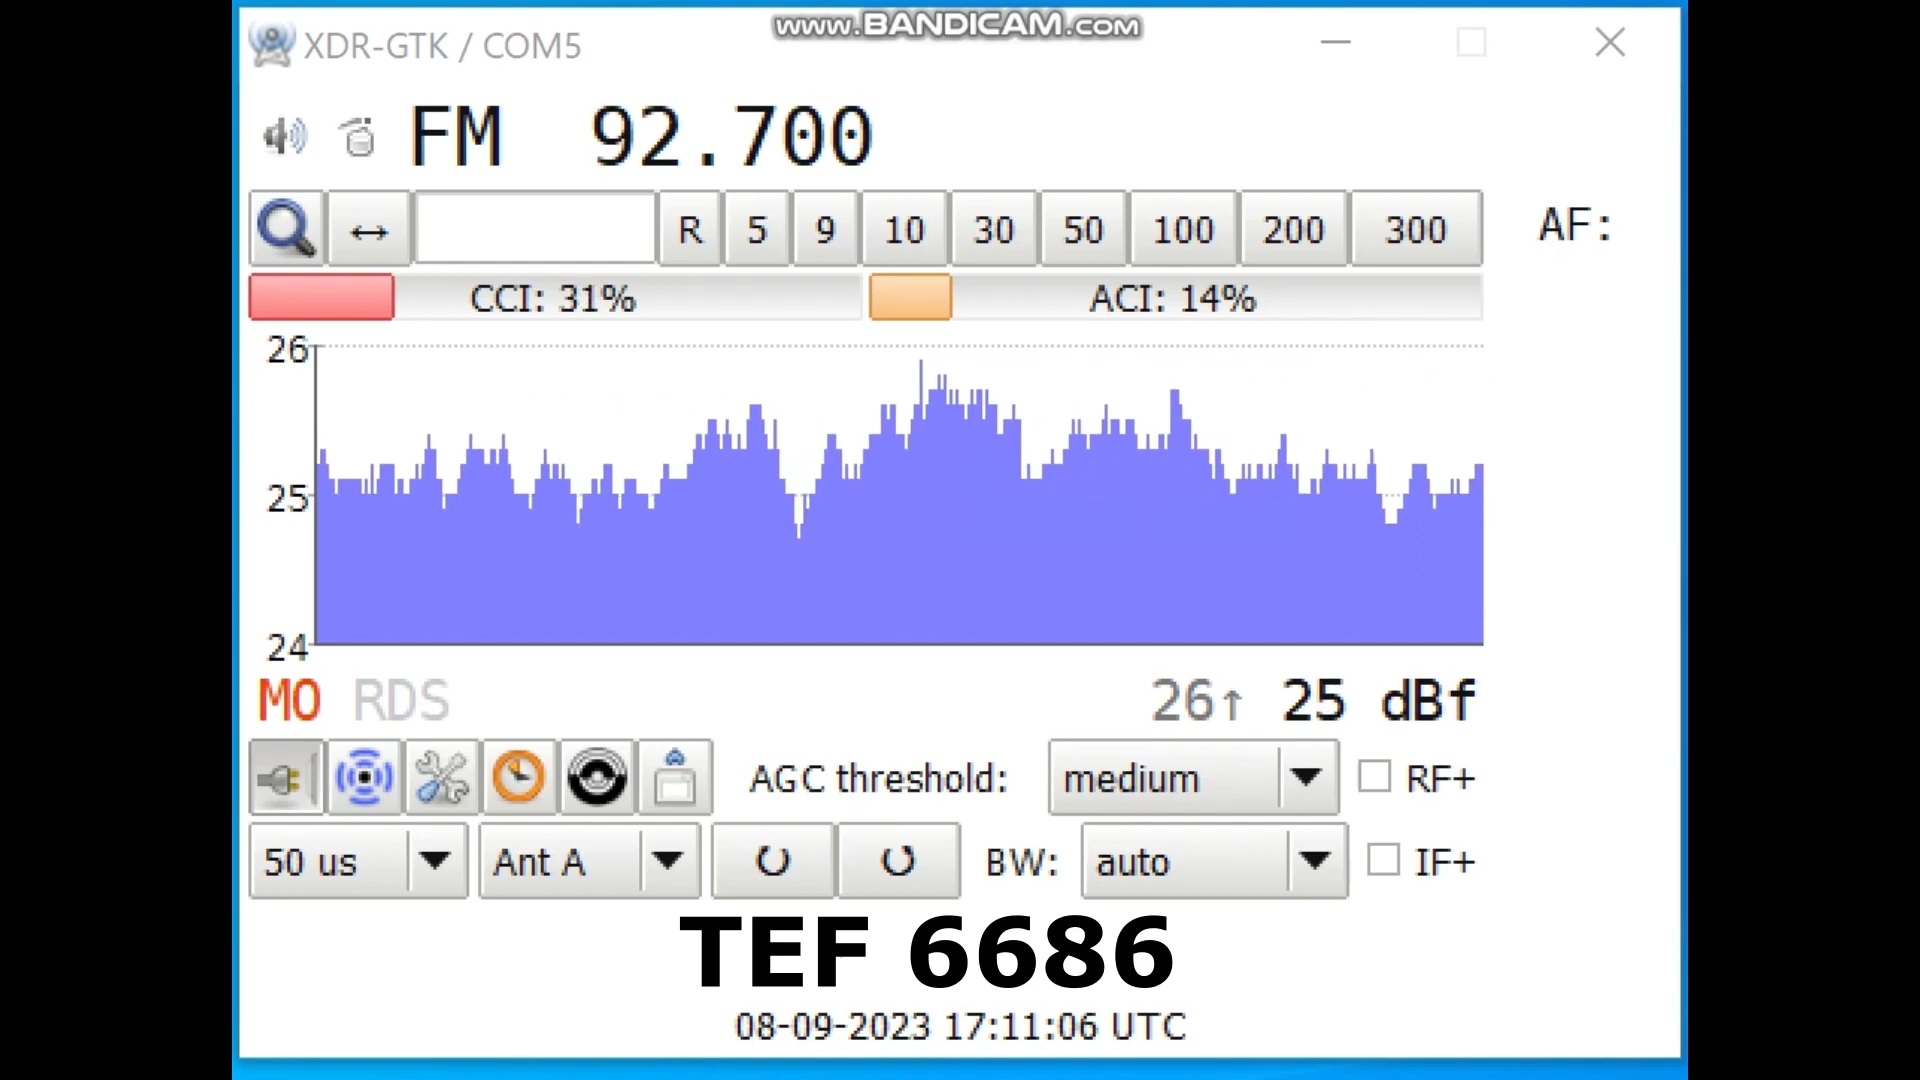 www.BANDICAM.com
XDR-GTK / COM5
FM 92.700
R 5 9 10 30 50 100 200 300 AF:
CCI: 31% ACI: 14%
26
25
24
MO RDS 26↑ 25 dBf
AGC threshold: medium RF+
50 us Ant A BW: auto IF+
TEF 6686
08-09-2023 17:11:06 UTC